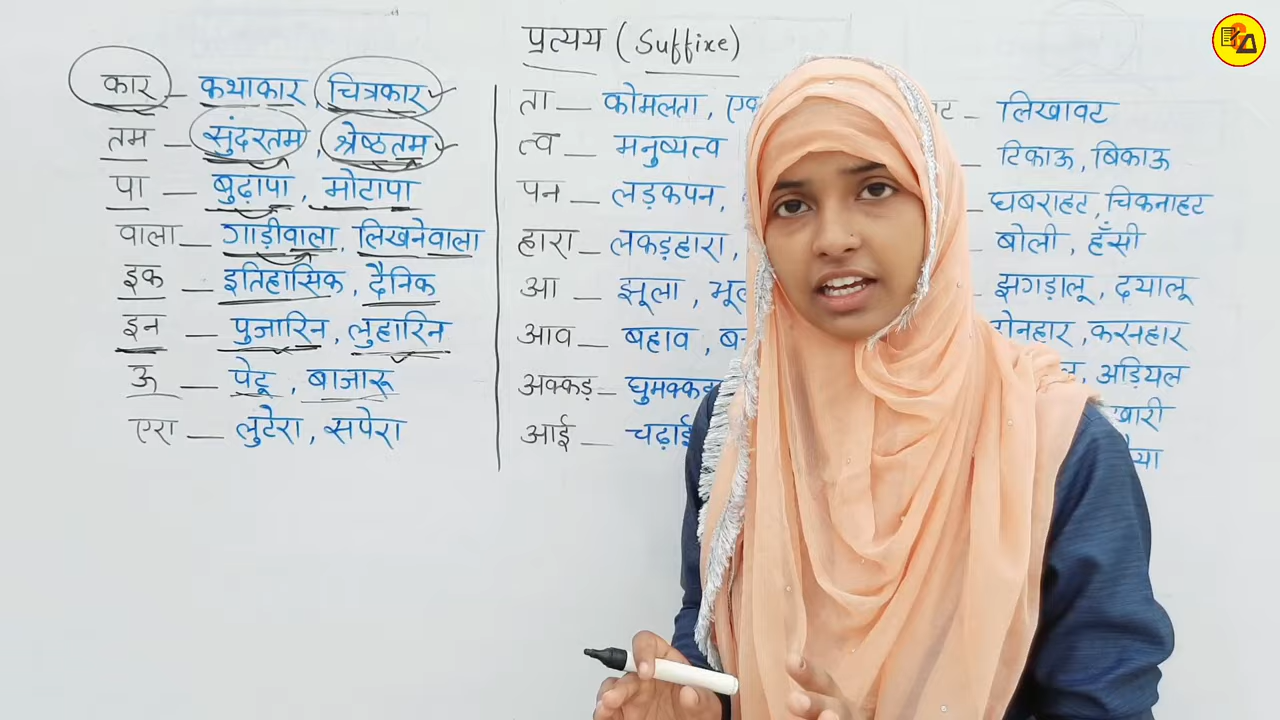 प्रत्यय (Suffixe)
कार — कथाकार, चित्रकार
तम — सुंदरतम, श्रेष्ठतम
पा — बुढ़ापा, मोटापा
वाला — गाड़ीवाला, लिखनेवाला
इक — इतिहासिक, दैनिक
इन — पुजारिन, लुहारिन
ऊ — पेटू, बाजारू
एरा — लुटेरा, सपेरा
ता — कोमलता,
त्व — मनुष्यत्व
पन — लड़कपन,
हारा — लकड़हारा,
आ — झूला,
आव — बहाव,
अक्कड़ —
आई —
— लिखावट
— टिकाऊ, बिकाऊ
— घबराहट, चिकनाहट
— बोली, हँसी
— झगड़ालू, दयालू
करनहार
अड़ियल